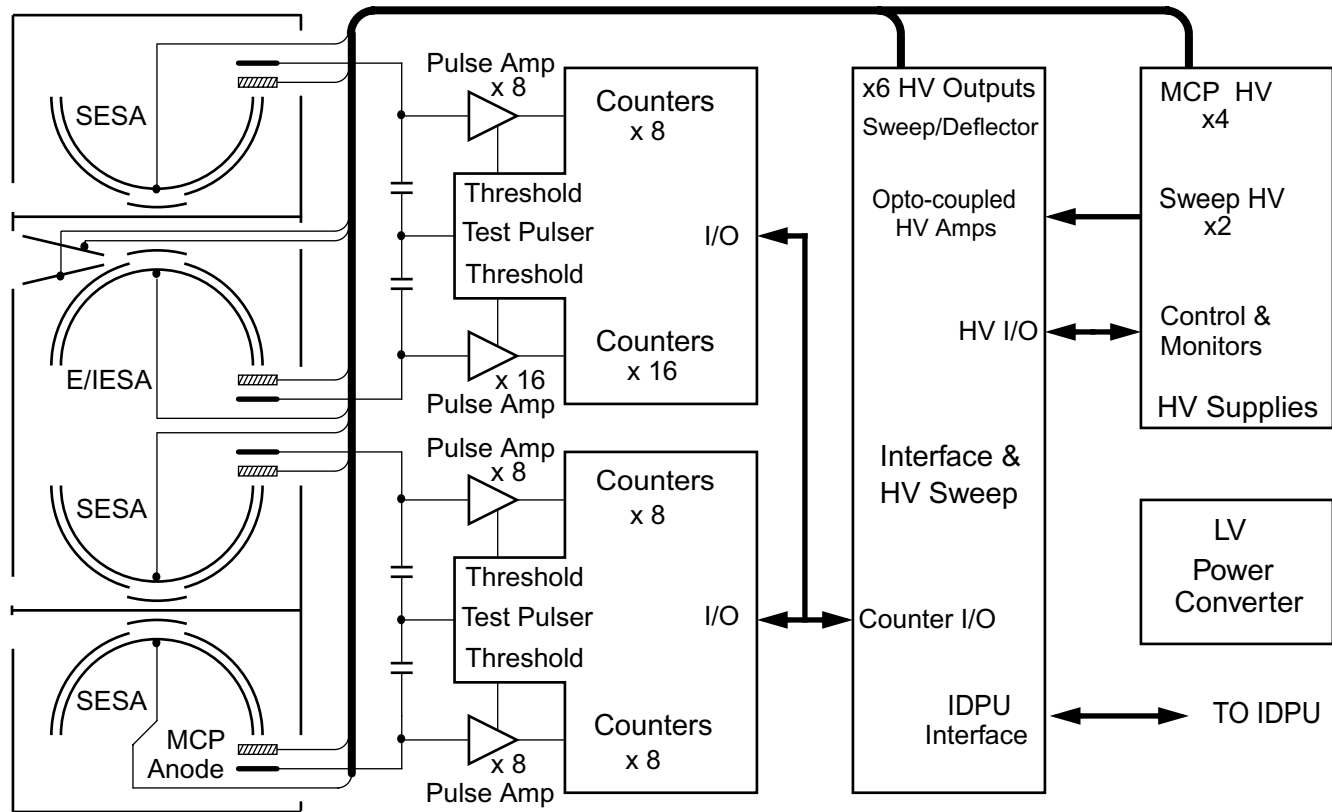 SESA
E/IESA
SESA
SESA
MCP
Anode
Pulse Amp
x 8
Counters
x 8
Threshold
Test Pulser
I/O
Threshold
Counters
x 16
x 16
Pulse Amp
Pulse Amp
x 8
Counters
x 8
Threshold
Test Pulser
I/O
Threshold
Counters
x 8
x 8
Pulse Amp
x6 HV Outputs
Sweep/Deflector
Opto-coupled
HV Amps
HV I/O
Interface &
HV Sweep
Counter I/O
IDPU
Interface
MCP HV
x4
Sweep HV
x2
Control &
Monitors
HV Supplies
LV
Power
Converter
TO IDPU